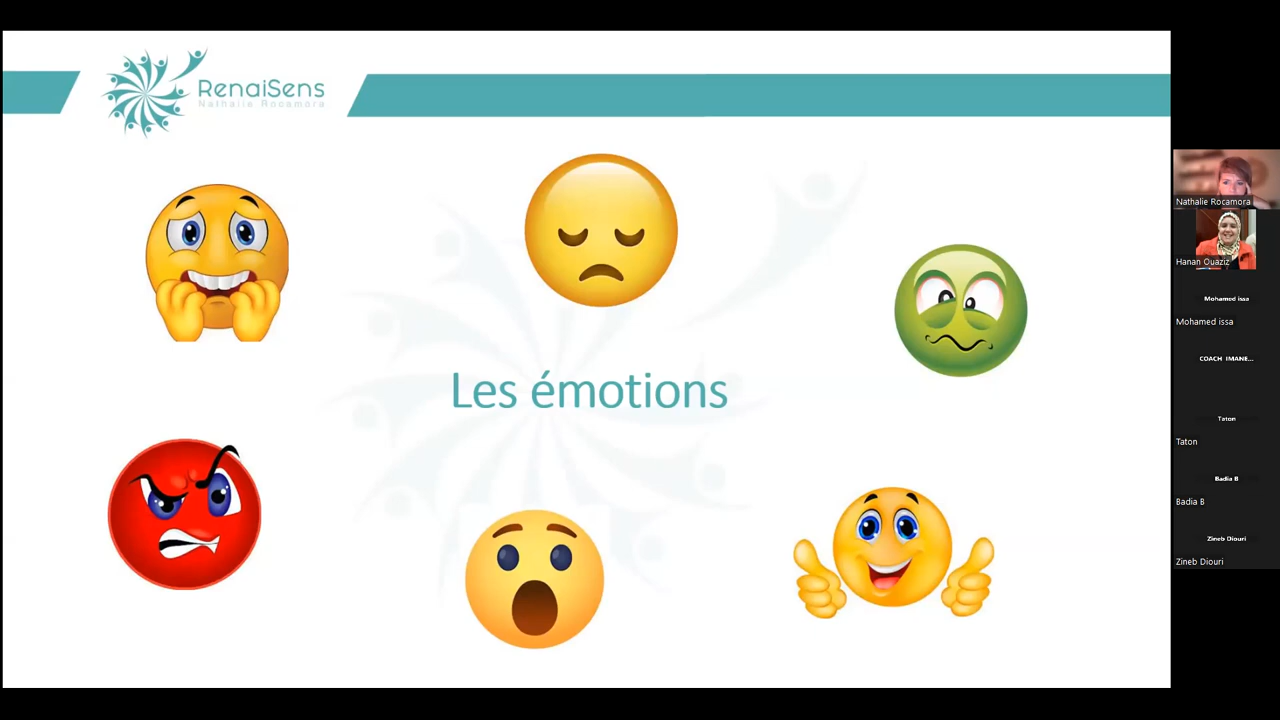 RenaiSens
Nathalie Rocamora
Les émotions
Nathalie Rocamora
Hanan Ouaziz
Mohamed issa
Mohamed issa
COACH IMANE...
Taton
Taton
Badia B
Badia B
Zineb Diouri
Zineb Diouri